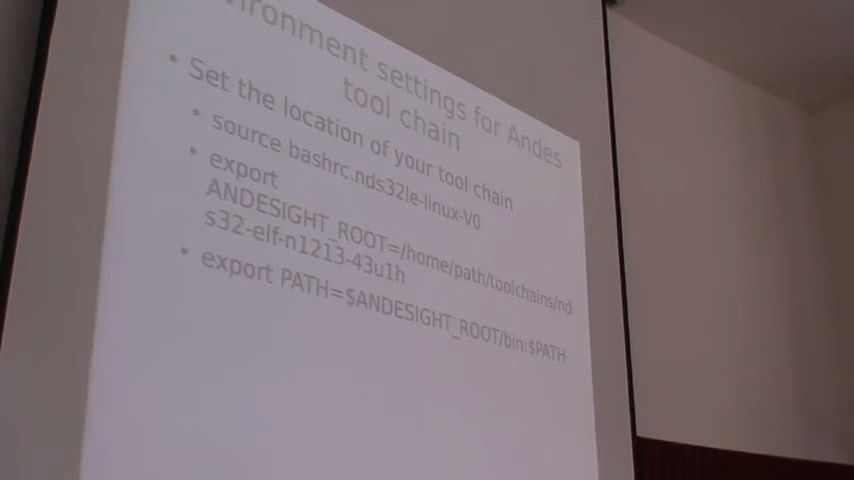 ironment settings for Andes
tool chain
• Set the location of your tool chain
• source bashrc.nds32le-linux-V0
• export
ANDESIGHT_ROOT=/home/path/toolchains/nd
s32-elf-n1213-43u1h
• export PATH=$ANDESIGHT_ROOT/bin:$PATH